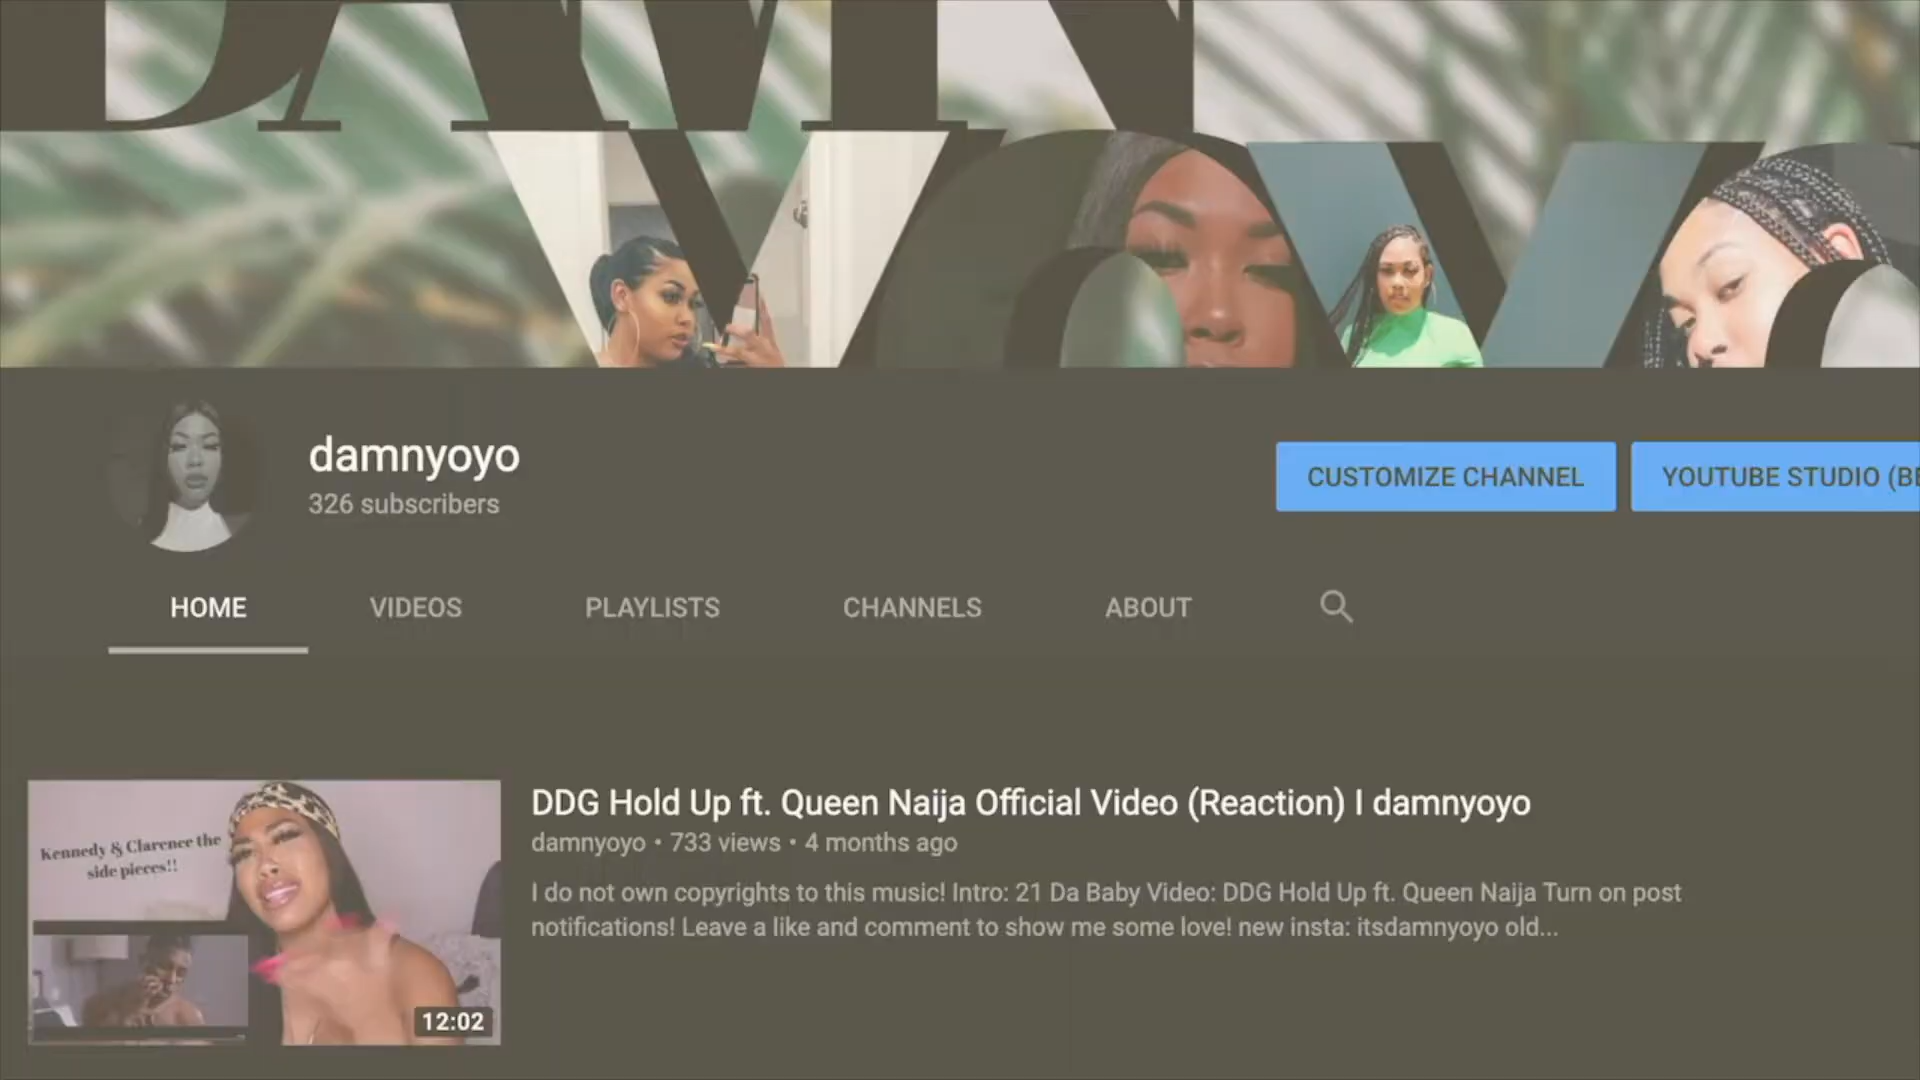 DAMN
YOYO
damnyoyo
326 subscribers
CUSTOMIZE CHANNEL
YOUTUBE STUDIO (BE
HOME
VIDEOS
PLAYLISTS
CHANNELS
ABOUT
Kennedy & Clarence the
side pieces!!
12:02
DDG Hold Up ft. Queen Naija Official Video (Reaction) I damnyoyo
damnyoyo • 733 views • 4 months ago
I do not own copyrights to this music! Intro: 21 Da Baby Video: DDG Hold Up ft. Queen Naija Turn on post
notifications! Leave a like and comment to show me some love! new insta: itsdamnyoyo old...